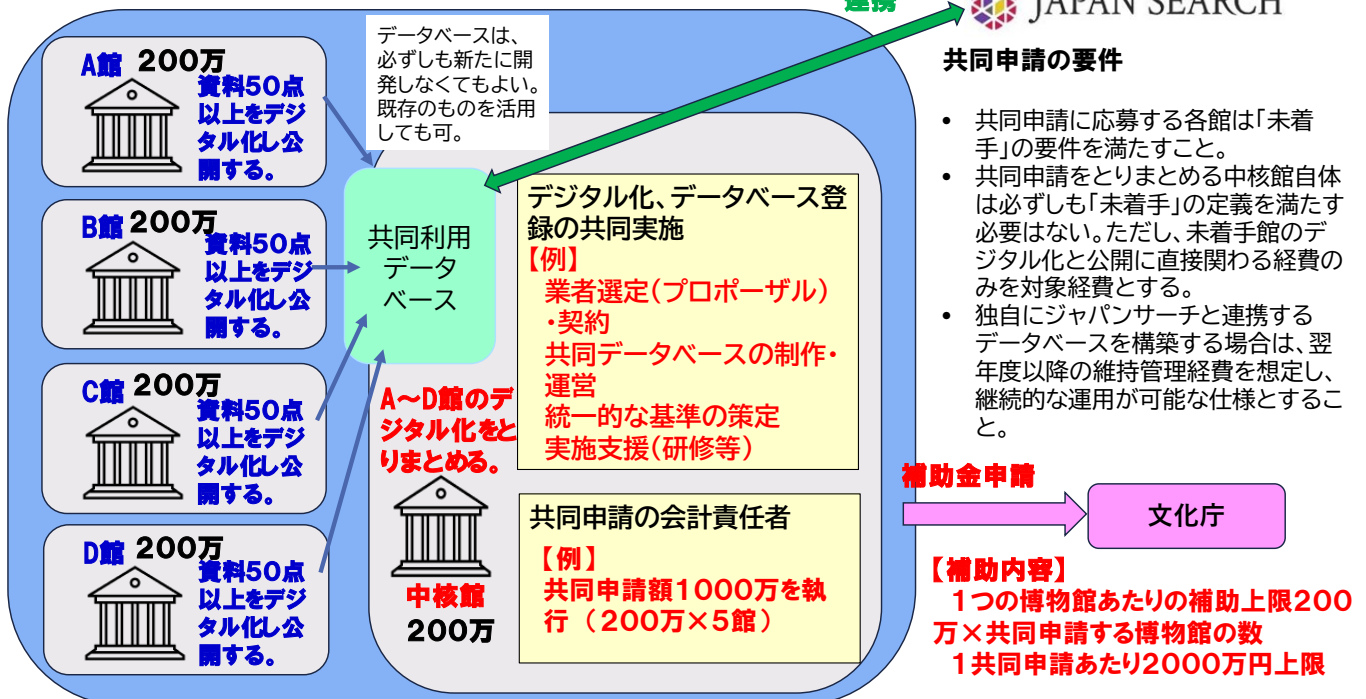 連携
JAPAN SEARCH
A館 200万
資料50点
以上をデジ
タル化し公
開する。
データベースは、
必ずしも新たに開
発しなくてもよい。
既存のものを活用
しても可。
B館 200万
資料50点
以上をデジ
タル化し公
開する。
C館 200万
資料50点
以上をデジ
タル化し公
開する。
D館 200万
資料50点
以上をデジ
タル化し公
開する。
共同利用
データ
ベース
A～D館のデ
ジタル化をと
りまとめる。
中核館
200万
デジタル化、データベース登
録の共同実施
【例】
業者選定(プロポーザル)
・契約
共同データベースの制作・
運営
統一的な基準の策定
実施支援(研修等)
共同申請の会計責任者
【例】
共同申請額1000万を執
行（200万×5館）
共同申請の要件
• 共同申請に応募する各館は「未着
手」の要件を満たすこと。
• 共同申請をとりまとめる中核館自体
は必ずしも「未着手」の定義を満たす
必要はない。ただし、未着手館のデ
ジタル化と公開に直接関わる経費の
みを対象経費とする。
• 独自にジャパンサーチと連携する
データベースを構築する場合は、翌
年度以降の維持管理経費を想定し、
継続的な運用が可能な仕様とするこ
と。
補助金申請
文化庁
【補助内容】
1つの博物館あたりの補助上限200
万×共同申請する博物館の数
1共同申請あたり2000万円上限